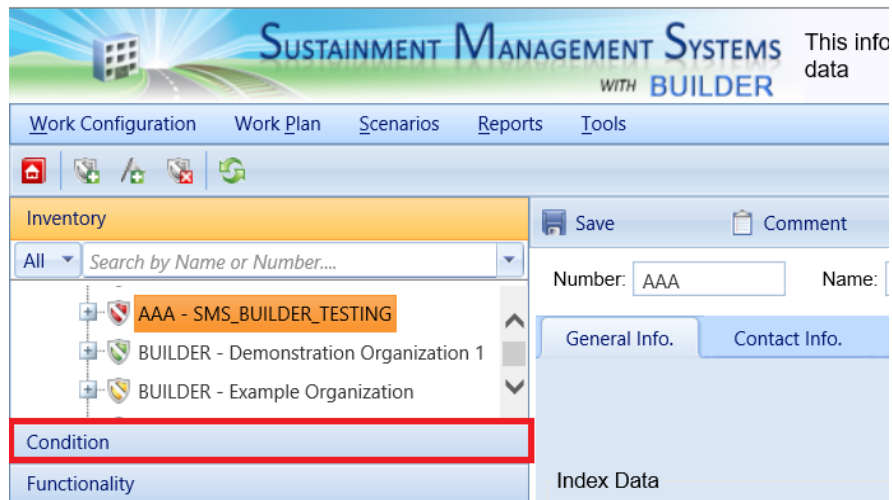 SUSTAINMENT MANAGEMENT SYSTEMS
WITH BUILDER
This info
data
Work Configuration Work Plan Scenarios Reports Tools
Inventory
Save Comment
All Search by Name or Number....
Number: AAA Name:
AAA - SMS_BUILDER_TESTING
General Info. Contact Info.
BUILDER - Demonstration Organization 1
BUILDER - Example Organization
Condition
Functionality
Index Data